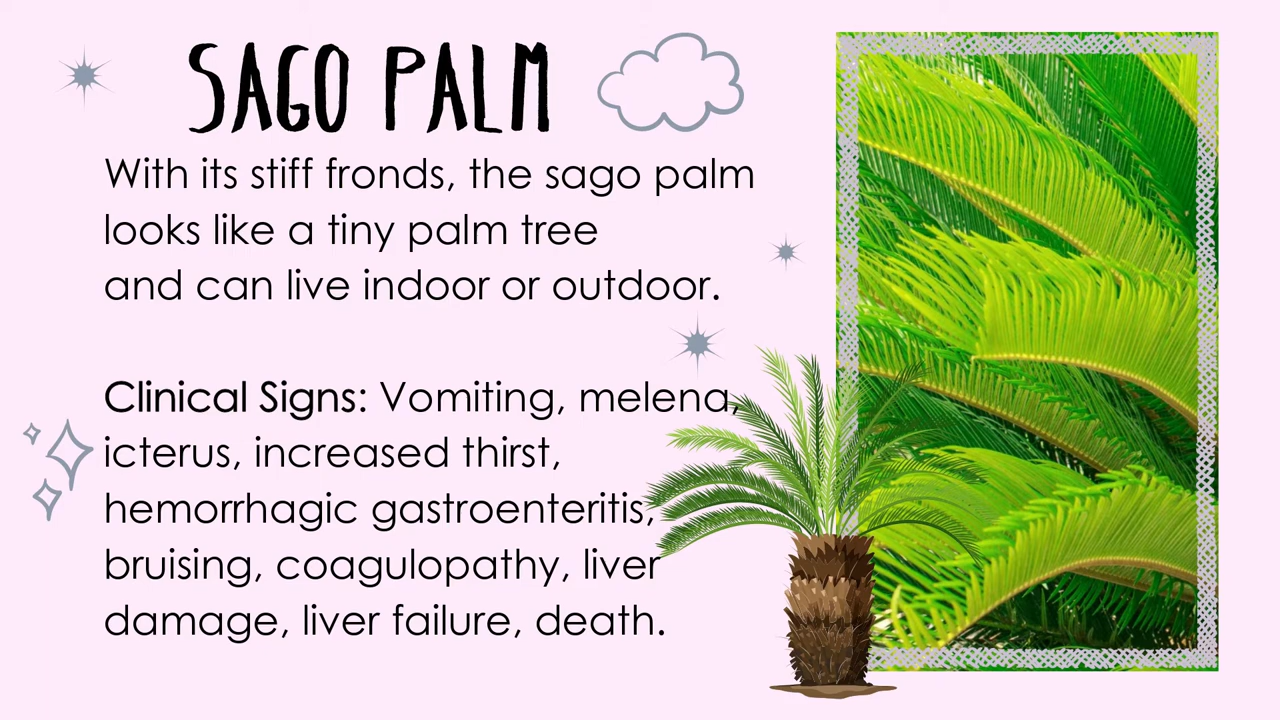 SAGO PALM
With its stiff fronds, the sago palm
looks like a tiny palm tree
and can live indoor or outdoor.
Clinical Signs: Vomiting, melena,
icterus, increased thirst,
hemorrhagic gastroenteritis,
bruising, coagulopathy, liver
damage, liver failure, death.